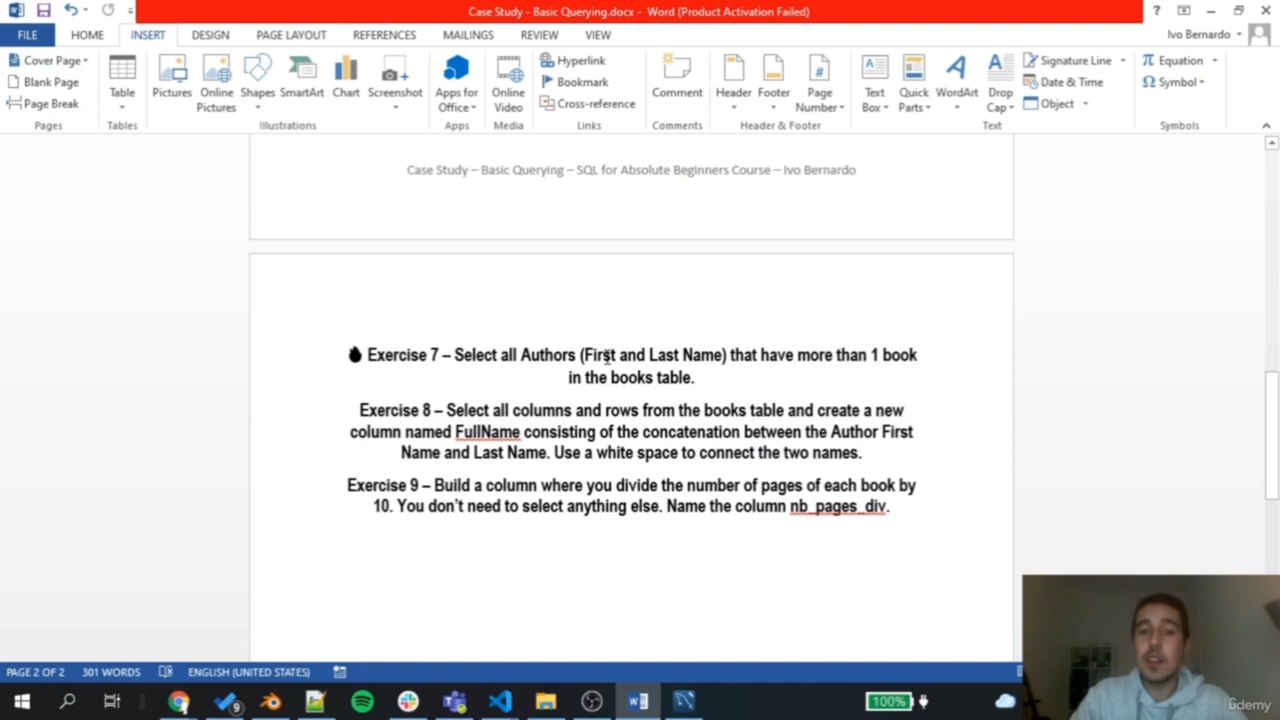 Case Study - Basic Querying.docx - Word (Product Activation Failed)
FILE HOME INSERT DESIGN PAGE LAYOUT REFERENCES MAILINGS REVIEW VIEW
Ivo Bernardo
Cover Page
Blank Page
Page Break
Pages
Table
Tables
Pictures
Online Pictures
Shapes
SmartArt
Chart
Screenshot
Illustrations
Apps for Office
Apps
Online Video
Media
Hyperlink
Bookmark
Cross-reference
Links
Comment
Comments
Header
Footer
Page Number
Header & Footer
Text Box
Quick Parts
WordArt
Drop Cap
Signature Line
Date & Time
Object
Text
Equation
Symbol
Symbols
Case Study – Basic Querying – SQL for Absolute Beginners Course – Ivo Bernardo
Exercise 7 – Select all Authors (First and Last Name) that have more than 1 book
in the books table.
Exercise 8 – Select all columns and rows from the books table and create a new
column named FullName consisting of the concatenation between the Author First
Name and Last Name. Use a white space to connect the two names.
Exercise 9 – Build a column where you divide the number of pages of each book by
10. You don’t need to select anything else. Name the column nb_pages_div.
PAGE 2 OF 2 301 WORDS ENGLISH (UNITED STATES)
9
100%
ûdemy